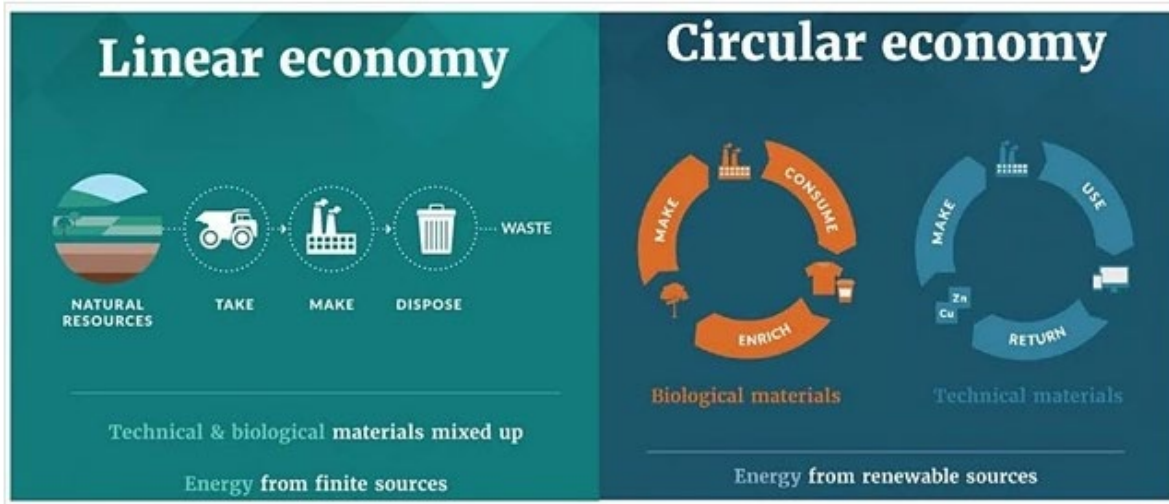 Linear economy
NATURAL
RESOURCES
TAKE
MAKE
DISPOSE
WASTE
Technical & biological materials mixed up
Energy from finite sources
Circular economy
MAKE
CONSUME
ENRICH
Biological materials
MAKE
USE
RETURN
Zn
Cu
Technical materials
Energy from renewable sources